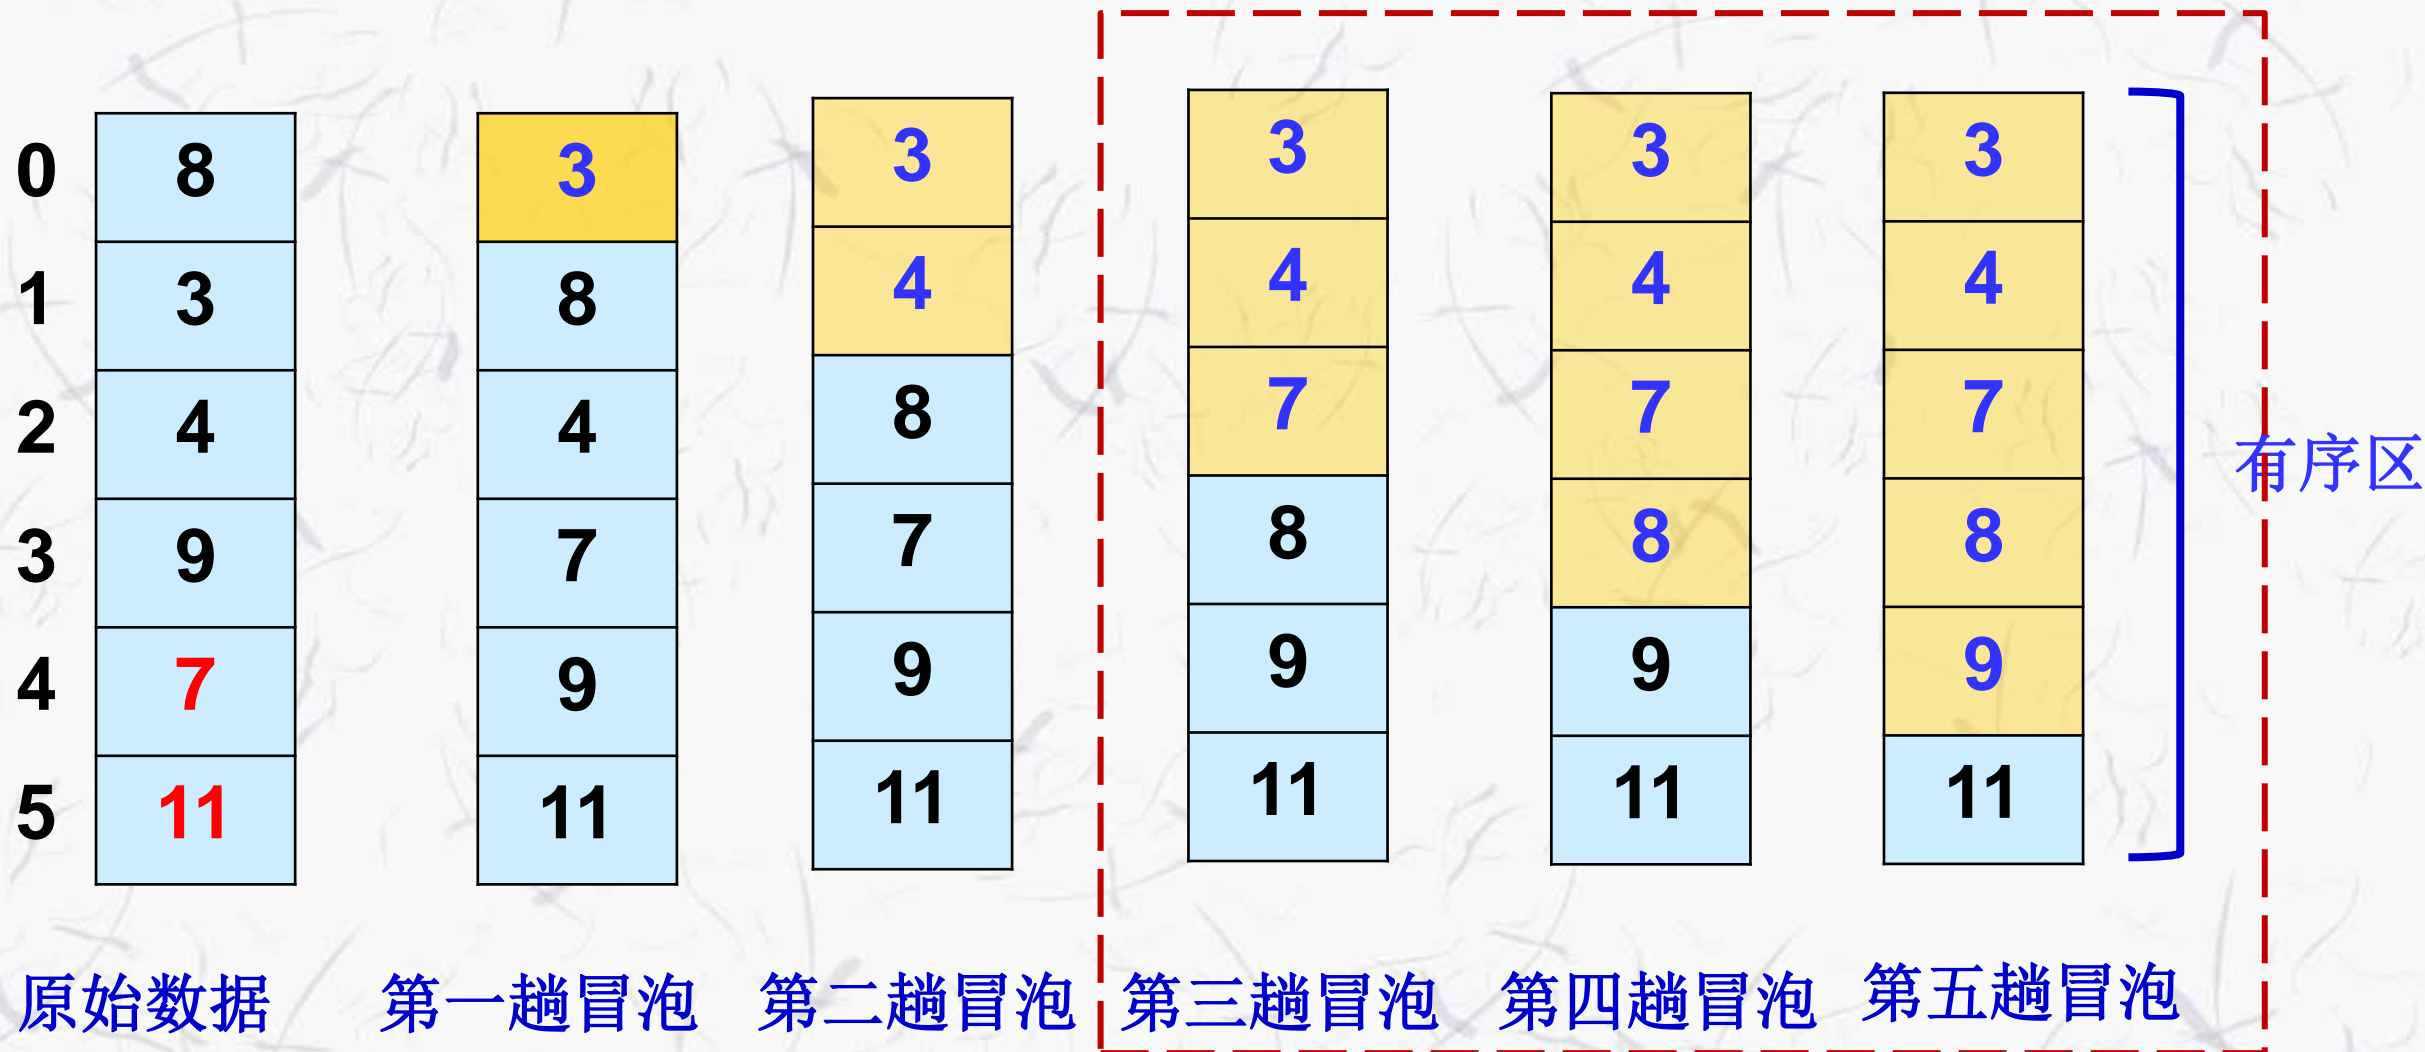 0 8 3 3 3 3 3
1 3 8 4 4 4 4
2 4 4 8 7 7 7
有序区
3 9 7 7 8 8 8
4 7 9 9 9 9 9
5 11 11 11 11 11 11
原始数据 第一趟冒泡 第二趟冒泡 第三趟冒泡 第四趟冒泡 第五趟冒泡